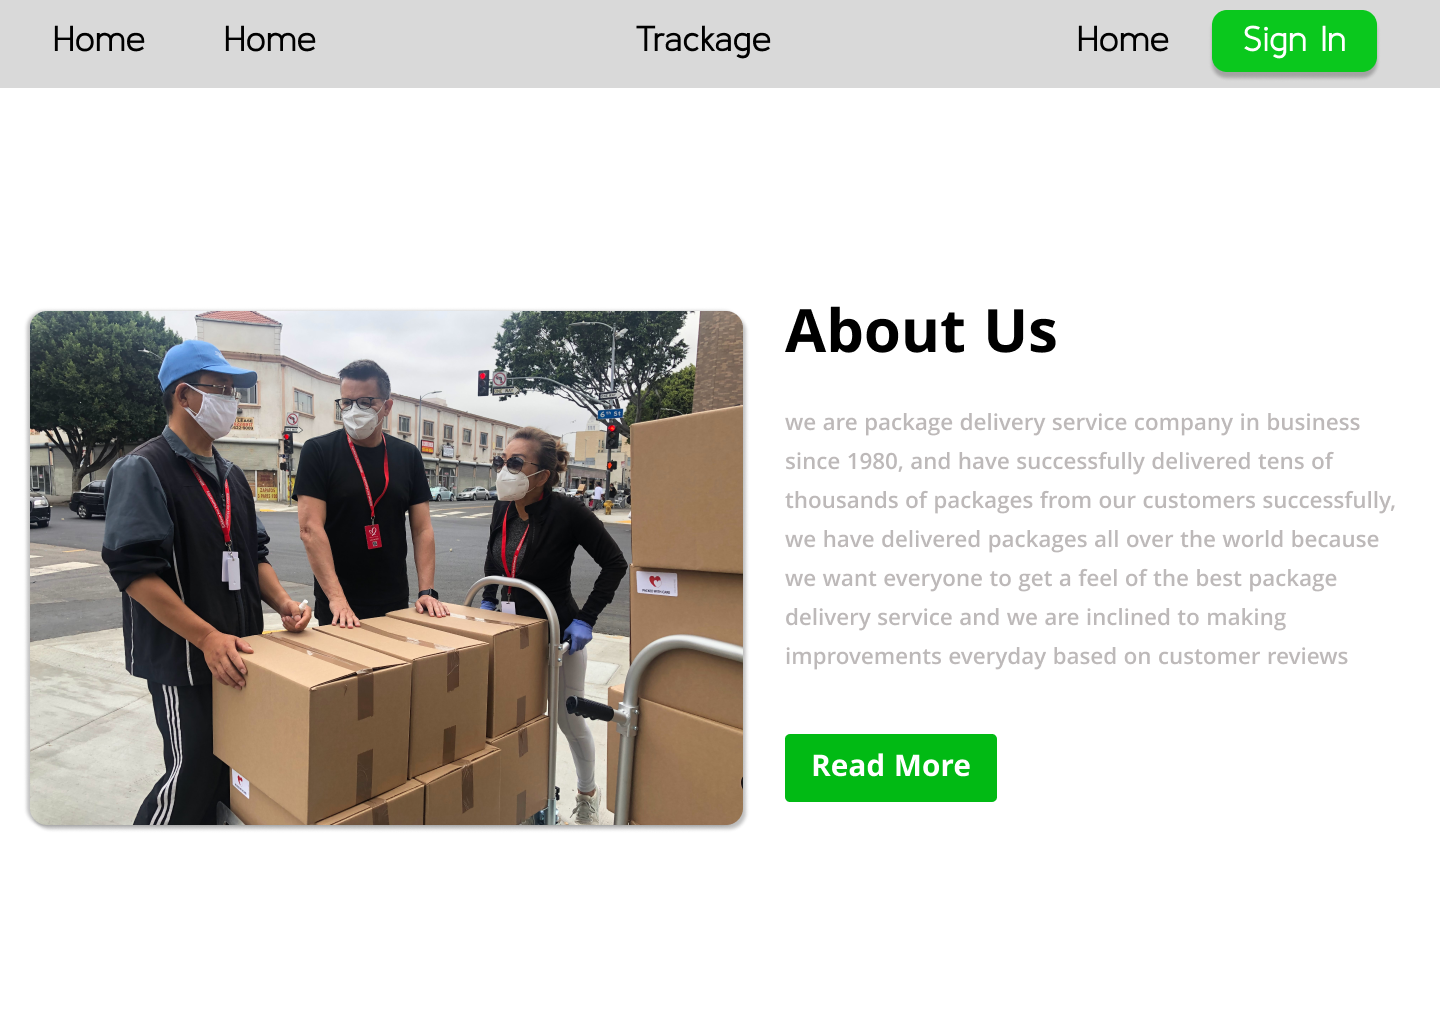 Home Home Trackage Home Sign In
About Us
we are package delivery service company in business
since 1980, and have successfully delivered tens of
thousands of packages from our customers successfully,
we have delivered packages all over the world because
we want everyone to get a feel of the best package
delivery service and we are inclined to making
improvements everyday based on customer reviews
Read More
6th St